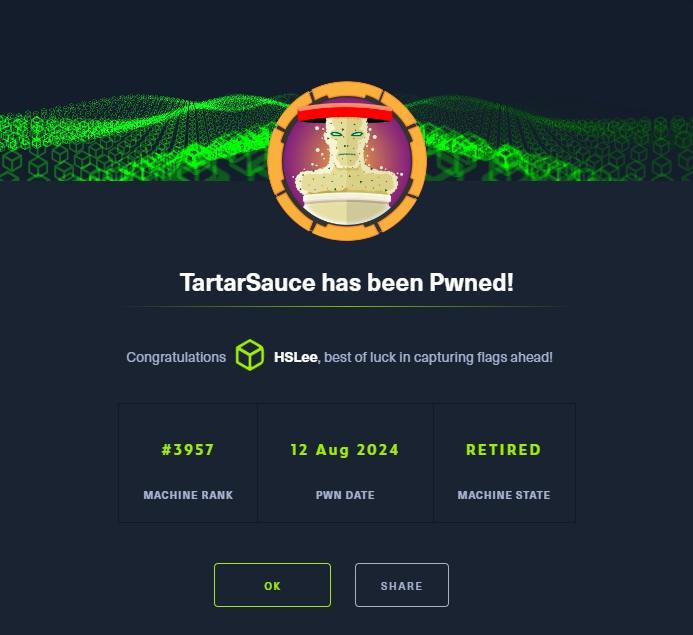 TartarSauce has been Pwned!
Congratulations HSLee, best of luck in capturing flags ahead!
#3957 12 Aug 2024 RETIRED
MACHINE RANK PWN DATE MACHINE STATE
OK SHARE